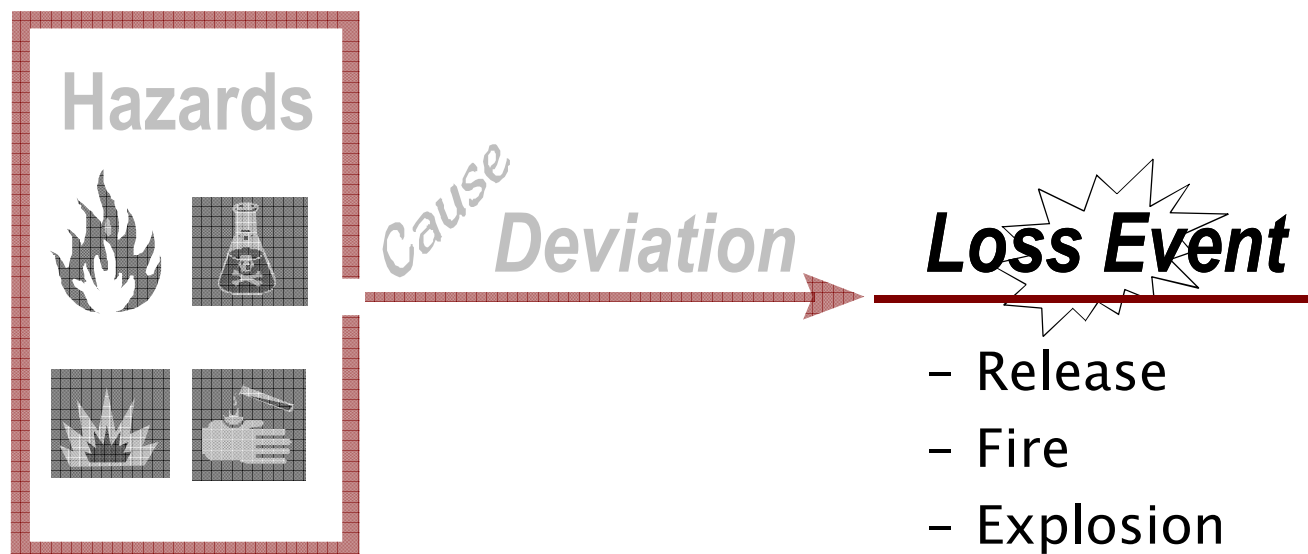 Hazards
Cause
Deviation
Loss Event
– Release
– Fire
– Explosion